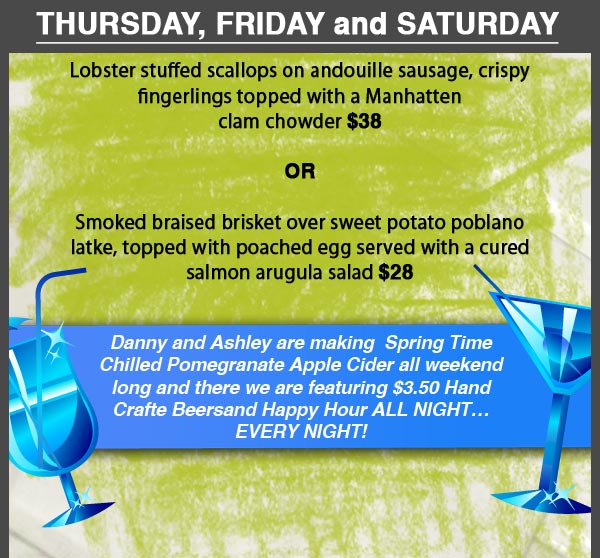 THURSDAY, FRIDAY and SATURDAY
Lobster stuffed scallops on andouille sausage, crispy
fingerlings topped with a Manhatten
clam chowder $38
OR
Smoked braised brisket over sweet potato poblano
latke, topped with poached egg served with a cured
salmon arugula salad $28
Danny and Ashley are making  Spring Time
Chilled Pomegranate Apple Cider all weekend
long and there we are featuring $3.50 Hand
Crafte Beersand Happy Hour ALL NIGHT…
EVERY NIGHT!